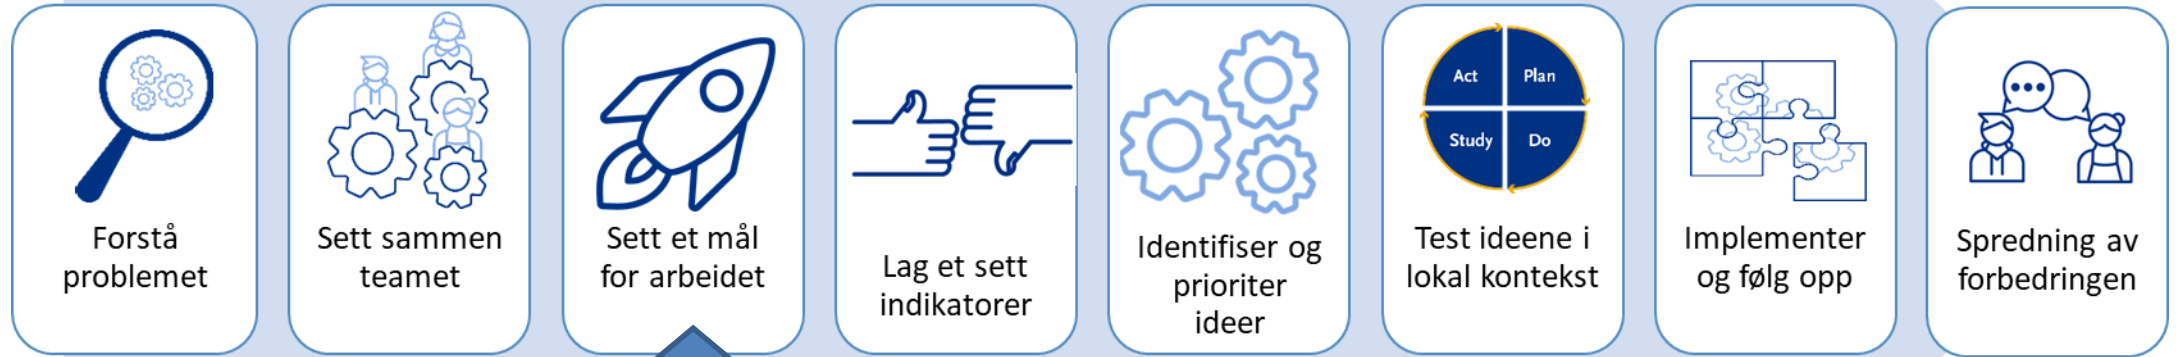 Forstå
problemet
Sett sammen
teamet
Sett et mål
for arbeidet
Lag et sett
indikatorer
Identifiser og
prioriter
ideer
Act
Plan
Study
Do
Test ideene i
lokal kontekst
Implementer
og følg opp
Spredning av
forbedringen